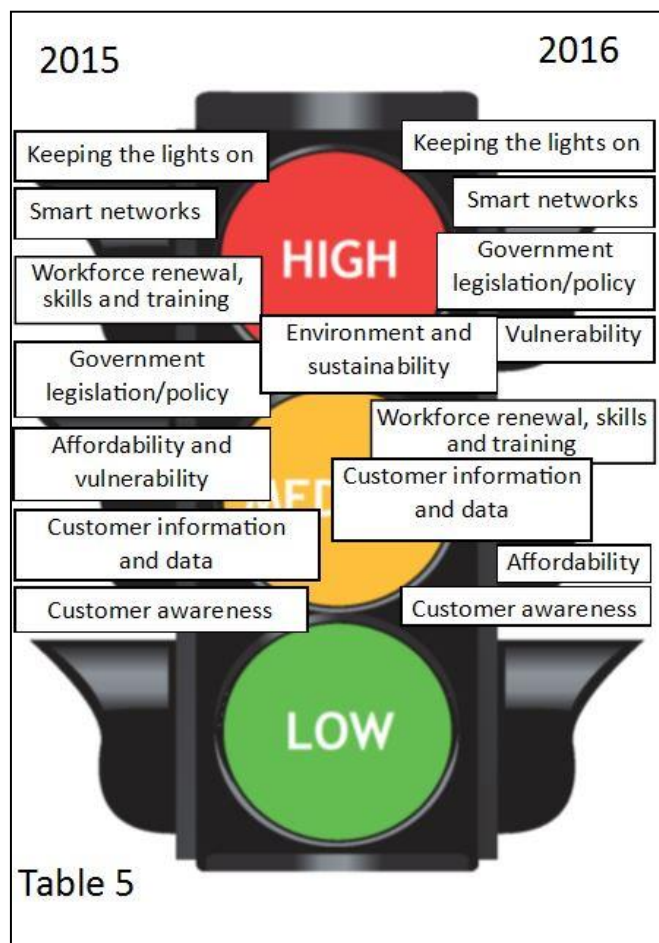 2015
2016
Keeping the lights on
Smart networks
Workforce renewal,
skills and training
Government
legislation/policy
Affordability and
vulnerability
Customer information
and data
Customer awareness
HIGH
Environment and
sustainability
LOW
Keeping the lights on
Smart networks
Government
legislation/policy
Vulnerability
Workforce renewal, skills
and training
Customer information
and data
Affordability
Customer awareness
Table 5